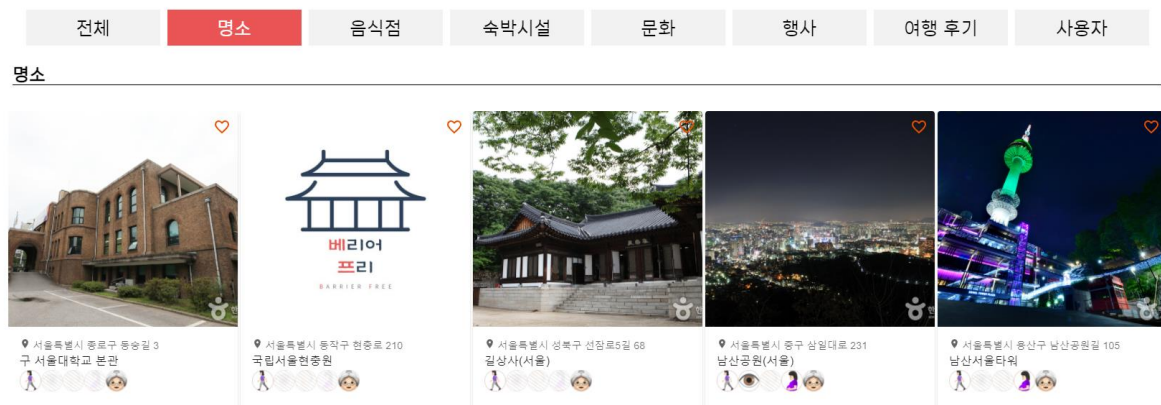 전체
명소
음식점
숙박시설
문화
행사
여행 후기
사용자
명소
베리어
프리
BARRIER FREE
서울특별시 종로구 동숭길 3
구 서울대학교 본관
서울특별시 동작구 현충로 210
국립서울현충원
서울특별시 성북구 선잠로5길 68
길상사(서울)
서울특별시 중구 삼일대로 231
남산공원(서울)
서울특별시 용산구 남산공원길 105
남산서울타워